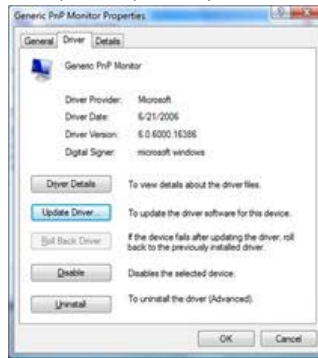 Generic PnP Monitor Properties
General Driver Details
Generic PnP Monitor
Driver Provider: Microsoft
Driver Date: 6/21/2006
Driver Version: 6.0.6000.16386
Digital Signer: microsoft windows
Driver Details To view details about the driver files.
Update Driver... To update the driver software for this device.
Roll Back Driver If the device fails after updating the driver, roll
back to the previously installed driver.
Disable Disables the selected device.
Uninstall To uninstall the driver (Advanced).
OK Cancel